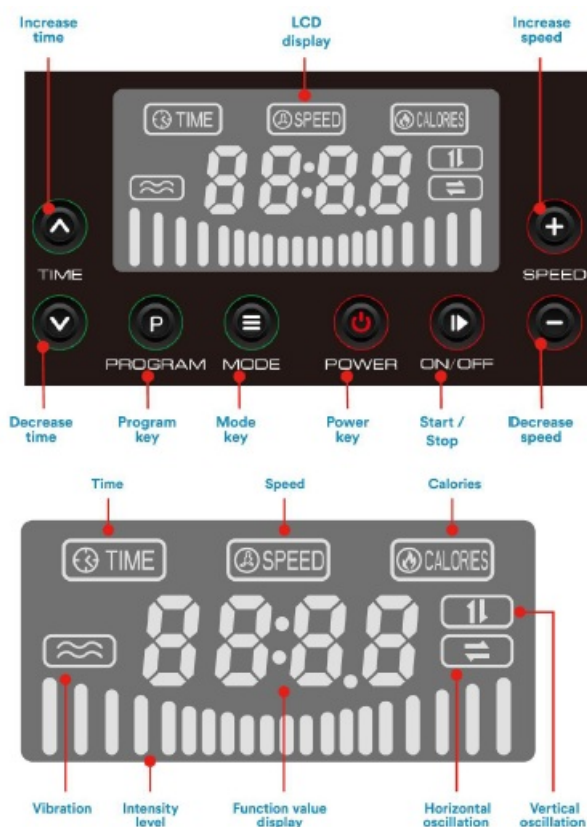 Increase
time
LCD
display
Increase
speed
TIME
SPEED
CALORIES
88:8.8
TIME
SPEED
P
PROGRAM
MODE
POWER
ON/OFF
Decrease
time
Program
key
Mode
key
Power
key
Start /
Stop
Decrease
speed
Time
Speed
Calories
TIME
SPEED
CALORIES
88:8.8
Vibration
Intensity
level
Function value
display
Horizontal
oscillation
Vertical
oscillation